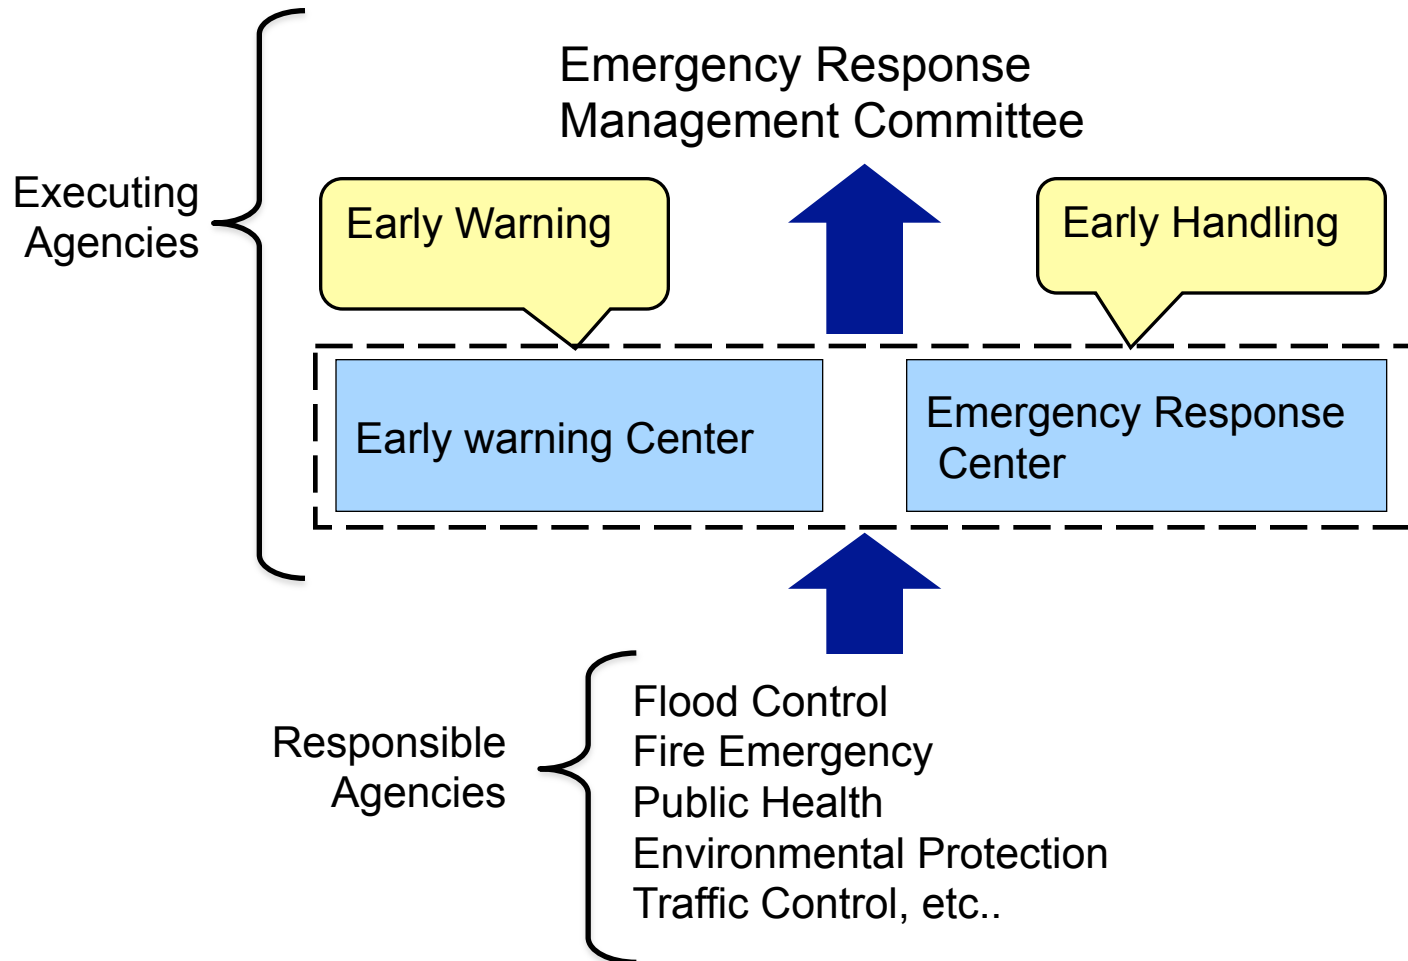 Emergency Response
Management Committee
Executing
Agencies
Early Warning
Early Handling
Early warning Center
Emergency Response
Center
Responsible
Agencies
Flood Control
Fire Emergency
Public Health
Environmental Protection
Traffic Control, etc..